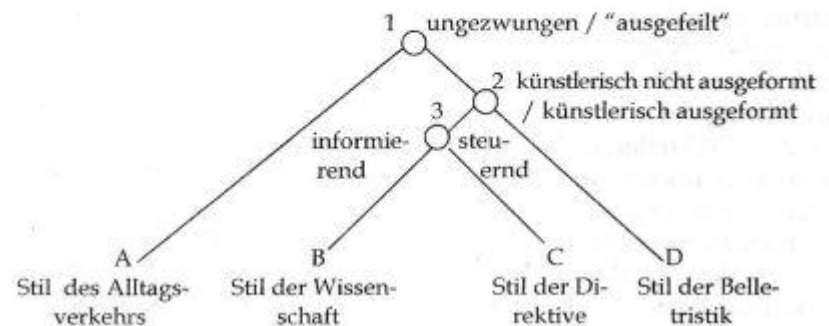 1 ungezwungen / “ausgefeilt“
2 künstlerisch nicht ausgeformt
/ künstlerisch ausgeformt
3
informie-
rend
steu-
ernd
A
Stil des Alltags-
verkehrs
B
Stil der Wissen-
schaft
C
Stil der Di-
rektive
D
Stil der Belle-
tristik